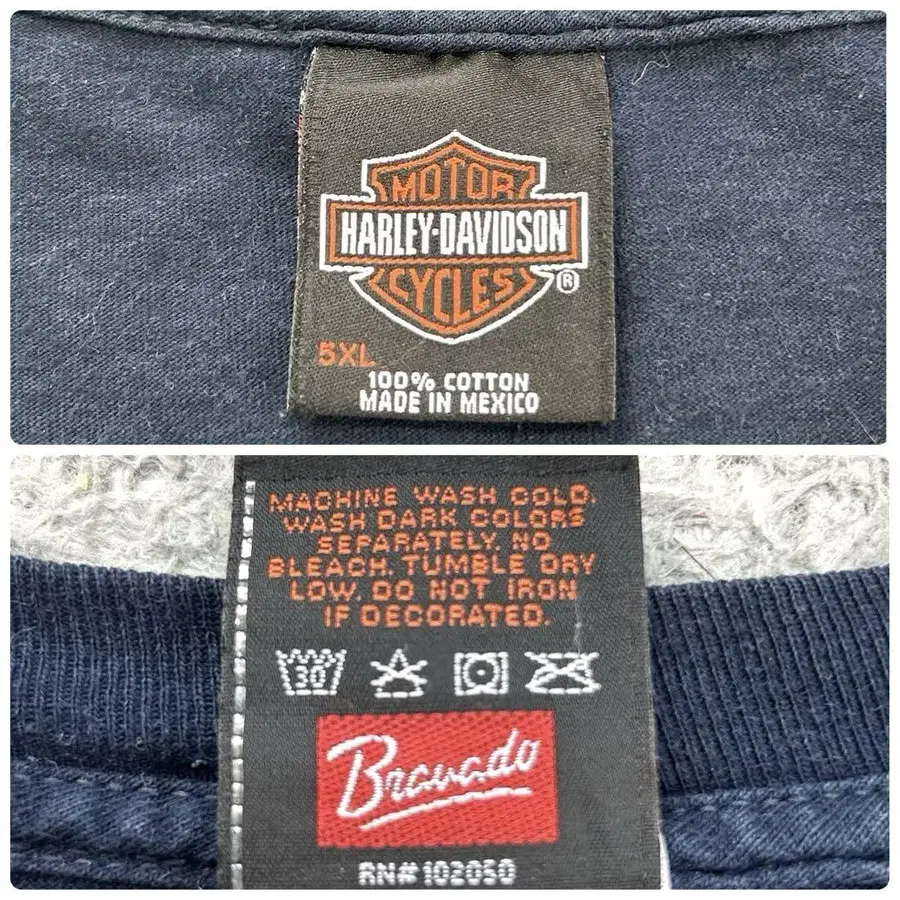 MOTOR
HARLEY-DAVIDSON
CYCLES
®
5XL
100% COTTON
MADE IN MEXICO
MACHINE WASH COLD.
WASH DARK COLORS
SEPARATELY. NO
BLEACH. TUMBLE DRY
LOW. DO NOT IRON
IF DECORATED.
30
Bravado
RN#102050